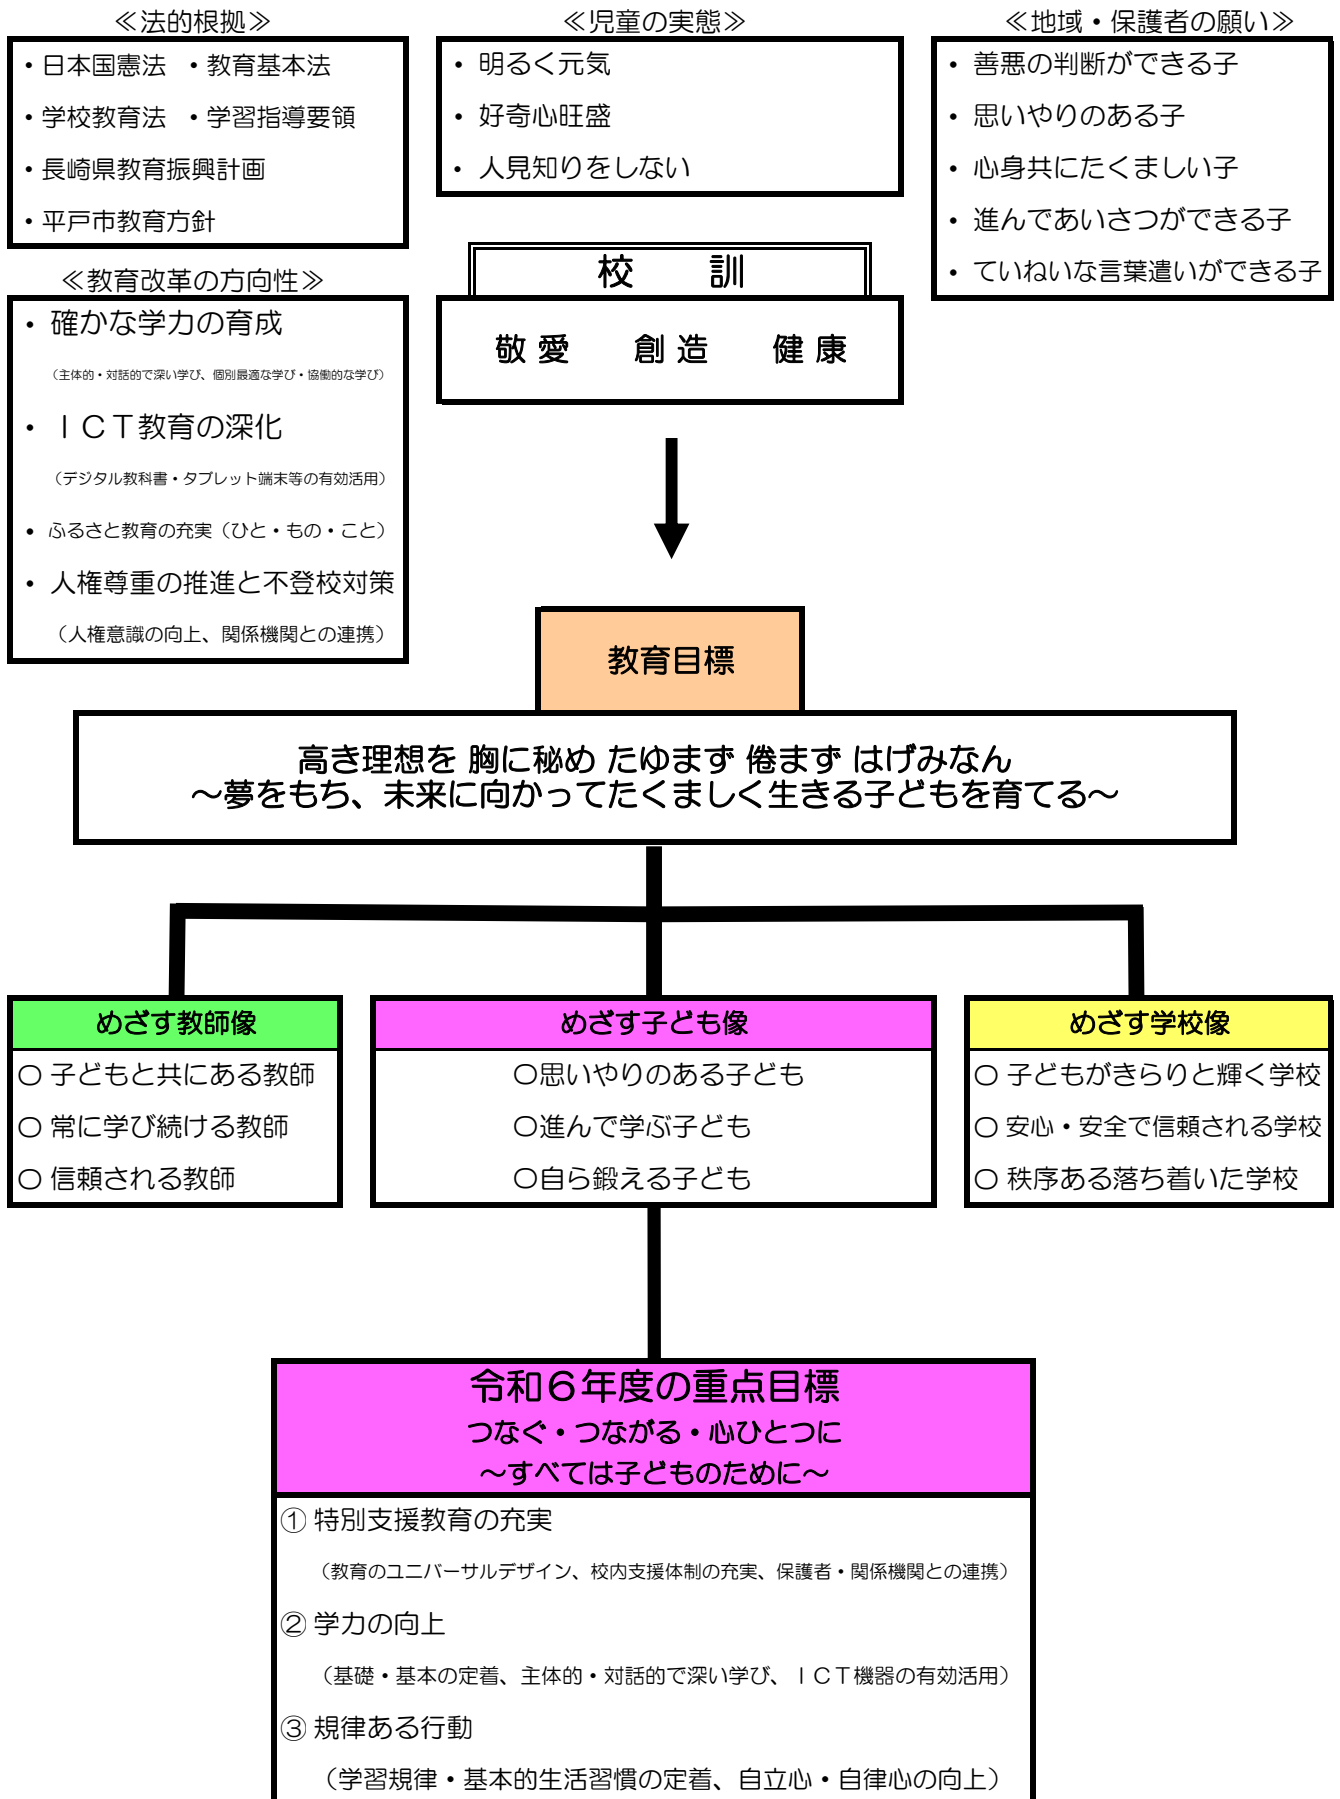 ≪法的根拠≫
・日本国憲法 ・教育基本法
・学校教育法 ・学習指導要領
・長崎県教育振興計画
・平戸市教育方針
≪教育改革の方向性≫
・ 確かな学力の育成
（主体的・対話的で深い学び、個別最適な学び・協働的な学び）
・ ＩＣＴ教育の深化
（デジタル教科書・タブレット端末等の有効活用）
・ ふるさと教育の充実（ひと・もの・こと）
・ 人権尊重の推進と不登校対策
（人権意識の向上、関係機関との連携）
≪児童の実態≫
・ 明るく元気
・ 好奇心旺盛
・ 人見知りをしない
校 訓
敬愛 創造 健康
≪地域・保護者の願い≫
・ 善悪の判断ができる子
・ 思いやりのある子
・ 心身共にたくましい子
・ 進んであいさつができる子
・ ていねいな言葉遣いができる子
教育目標
高き理想を 胸に秘め たゆまず 倦まず はげみなん
～夢をもち、未来に向かってたくましく生きる子どもを育てる～
めざす教師像
〇 子どもと共にある教師
〇 常に学び続ける教師
〇 信頼される教師
めざす子ども像
〇思いやりのある子ども
〇進んで学ぶ子ども
〇自ら鍛える子ども
めざす学校像
〇 子どもがきらりと輝く学校
〇 安心・安全で信頼される学校
〇 秩序ある落ち着いた学校
令和６年度の重点目標
つなぐ・つながる・心ひとつに
～すべては子どものために～
① 特別支援教育の充実
（教育のユニバーサルデザイン、校内支援体制の充実、保護者・関係機関との連携）
② 学力の向上
（基礎・基本の定着、主体的・対話的で深い学び、ＩＣＴ機器の有効活用）
③ 規律ある行動
（学習規律・基本的生活習慣の定着、自立心・自律心の向上）